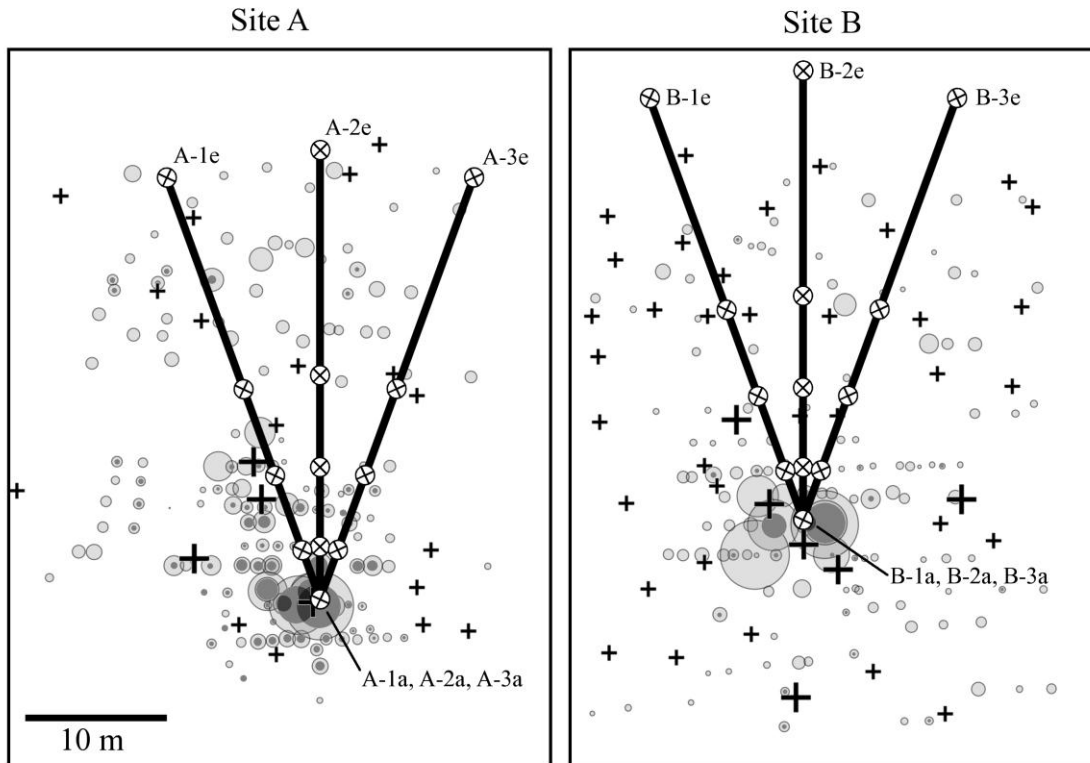 Site A
Site B
A-1e
A-2e
A-3e
B-1e
B-2e
B-3e
A-1a, A-2a, A-3a
B-1a, B-2a, B-3a
10 m